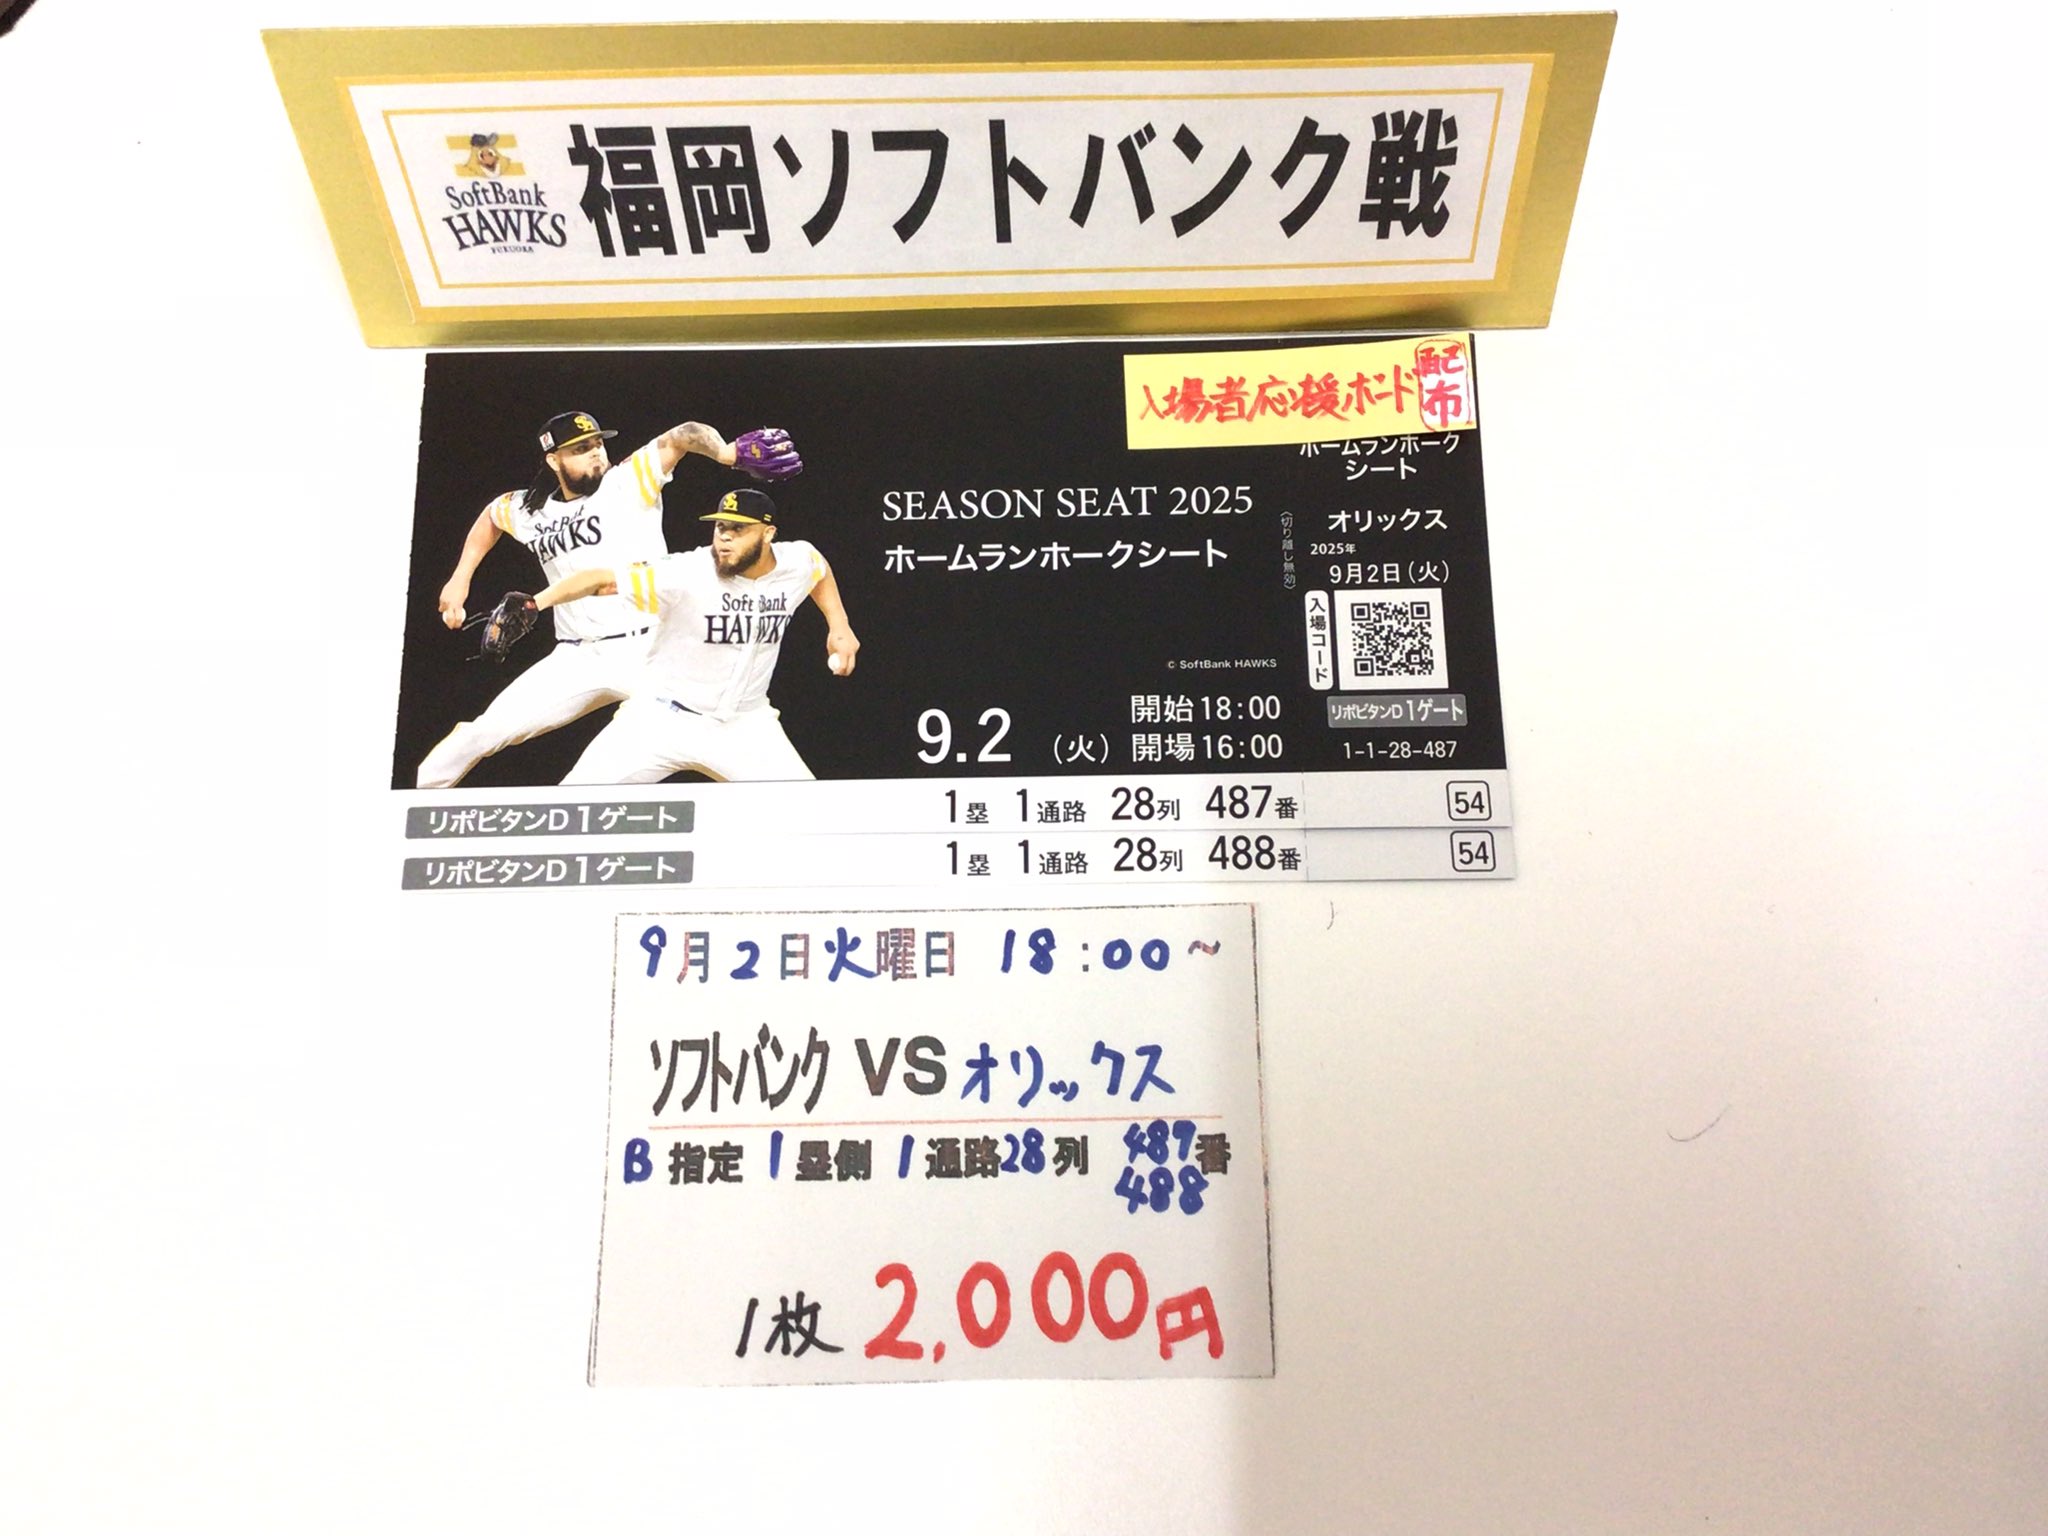 SoftBank
HAWKS
FUKUOKA
福岡ソフトバンク戦
入場者応援ボード配布
ホームランホーク
シート
SEASON SEAT 2025
ホームランホークシート
〈切り離し無効〉
オリックス
2025年
9月2日(火)
入場コード
© SoftBank HAWKS
リポビタンD 1ゲート
1-1-28-487
9.2 (火) 開始 18:00
開場 16:00
リポビタンD 1ゲート 1塁 1通路 28列 487番 54
リポビタンD 1ゲート 1塁 1通路 28列 488番 54
SoftBank
HAWKS
SoftBank
HAWKS
9月2日火曜日 18:00~
ソフトバンク VS オリックス
B指定 1塁側 1通路28列 487番
488
1枚 2,000円